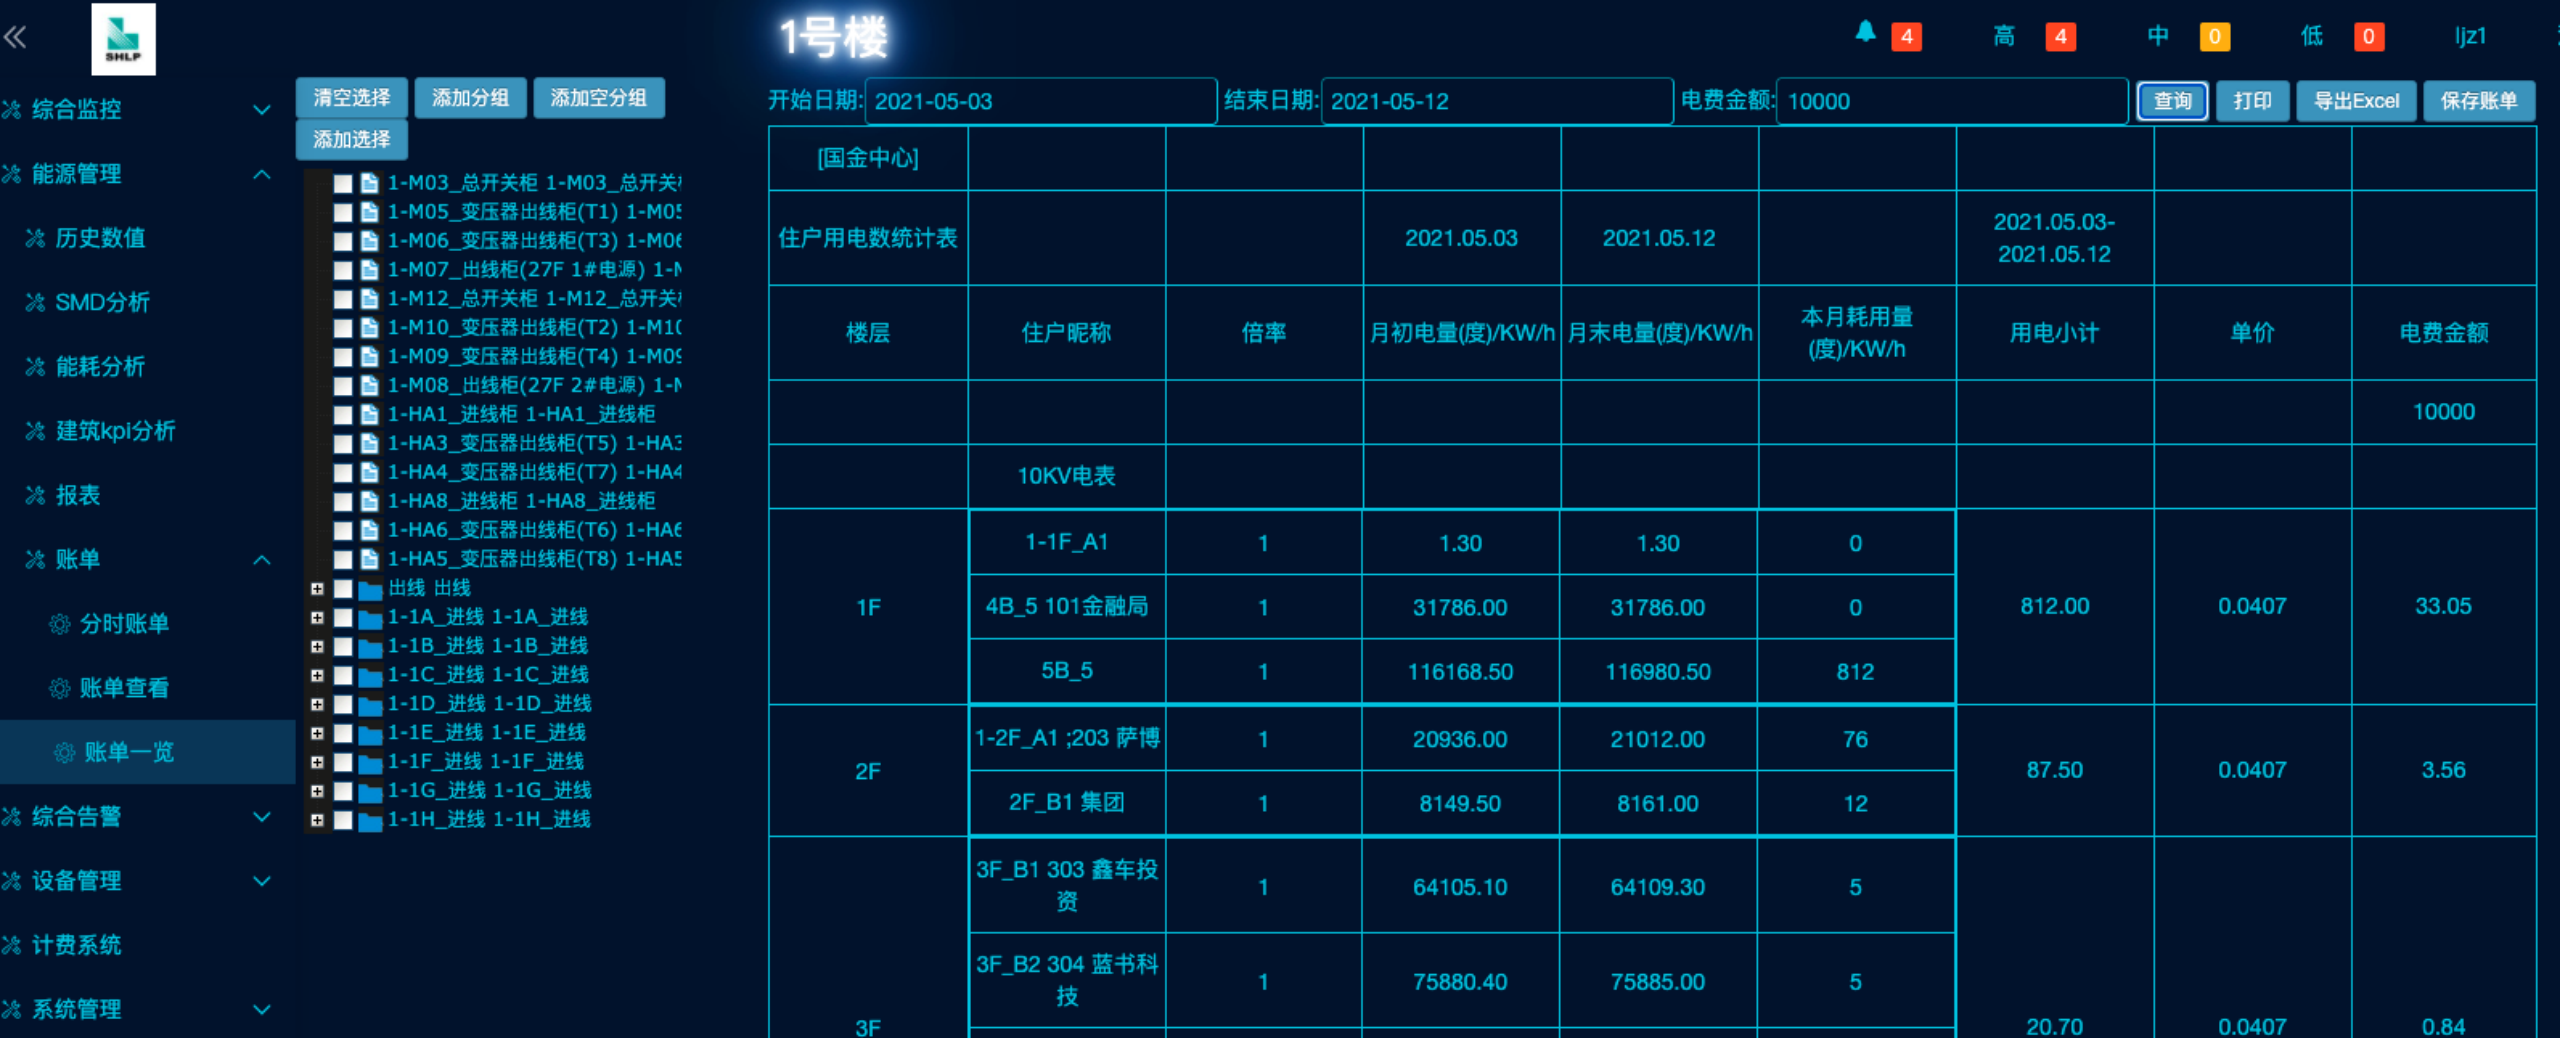 SHLP
1号楼
4
高 4
中 0
低 0
ljz1
综合监控
能源管理
历史数值
SMD分析
能耗分析
建筑kpi分析
报表
账单
分时账单
账单查看
账单一览
综合告警
设备管理
计费系统
系统管理
清空选择 添加分组 添加空分组
添加选择
1-M03_总开关柜 1-M03_总开关
1-M05_变压器出线柜(T1) 1-M05
1-M06_变压器出线柜(T3) 1-M06
1-M07_出线柜(27F 1#电源) 1-M
1-M12_总开关柜 1-M12_总开关
1-M10_变压器出线柜(T2) 1-M10
1-M09_变压器出线柜(T4) 1-M09
1-M08_出线柜(27F 2#电源) 1-M
1-HA1_进线柜 1-HA1_进线柜
1-HA3_变压器出线柜(T5) 1-HA3
1-HA4_变压器出线柜(T7) 1-HA4
1-HA8_进线柜 1-HA8_进线柜
1-HA6_变压器出线柜(T6) 1-HA6
1-HA5_变压器出线柜(T8) 1-HA5
出线 出线
1-1A_进线 1-1A_进线
1-1B_进线 1-1B_进线
1-1C_进线 1-1C_进线
1-1D_进线 1-1D_进线
1-1E_进线 1-1E_进线
1-1F_进线 1-1F_进线
1-1G_进线 1-1G_进线
1-1H_进线 1-1H_进线
开始日期: 2021-05-03 结束日期: 2021-05-12 电费金额: 10000 查询 打印 导出Excel 保存账单
[国金中心]
住户用电数统计表 2021.05.03 2021.05.12 2021.05.03-
2021.05.12
楼层 住户昵称 倍率 月初电量(度)/KW/h 月末电量(度)/KW/h 本月耗用量
(度)/KW/h 用电小计 单价 电费金额
10000
10KV电表
1F 812.00 0.0407 33.05
1-1F_A1 1 1.30 1.30 0
4B_5 101金融局 1 31786.00 31786.00 0
5B_5 1 116168.50 116980.50 812
2F 87.50 0.0407 3.56
1-2F_A1 ;203 萨博 1 20936.00 21012.00 76
2F_B1 集团 1 8149.50 8161.00 12
3F_B1 303 鑫车投
资 1 64105.10 64109.30 5
3F_B2 304 蓝书科
技 1 75880.40 75885.00 5
3F 20.70 0.0407 0.84